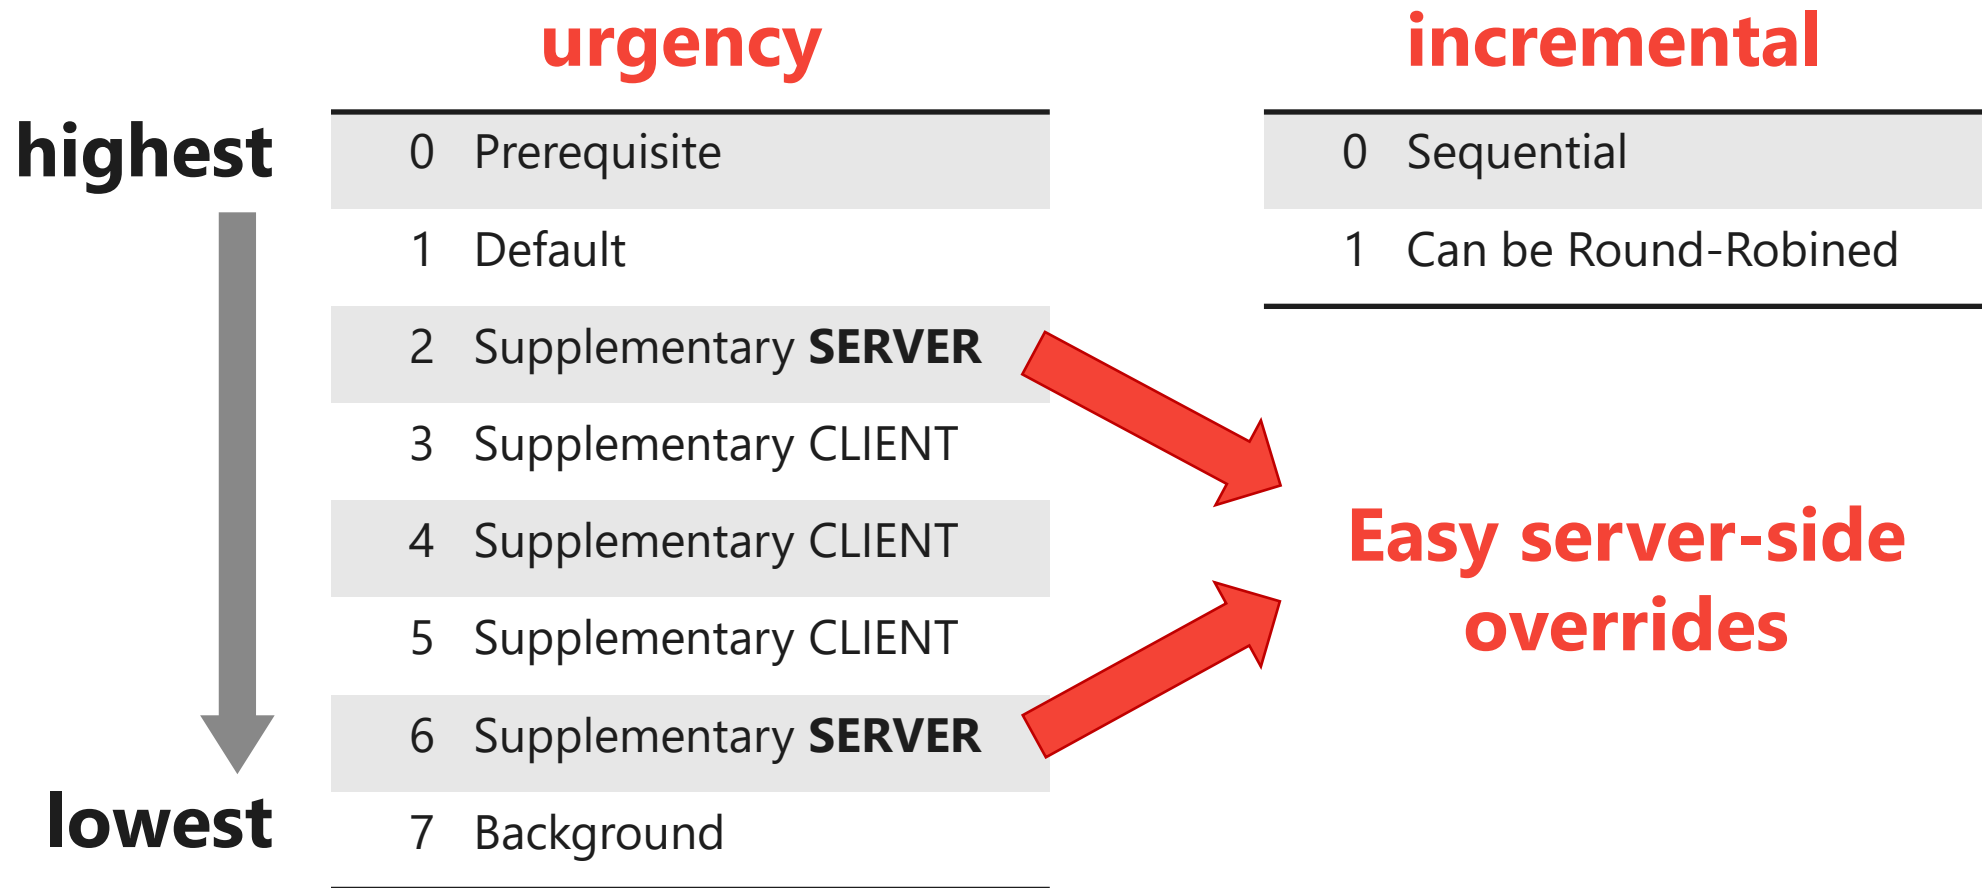 urgency
highest
0 Prerequisite
1 Default
2 Supplementary SERVER
3 Supplementary CLIENT
4 Supplementary CLIENT
5 Supplementary CLIENT
6 Supplementary SERVER
7 Background
lowest
incremental
0 Sequential
1 Can be Round-Robined
Easy server-side
overrides